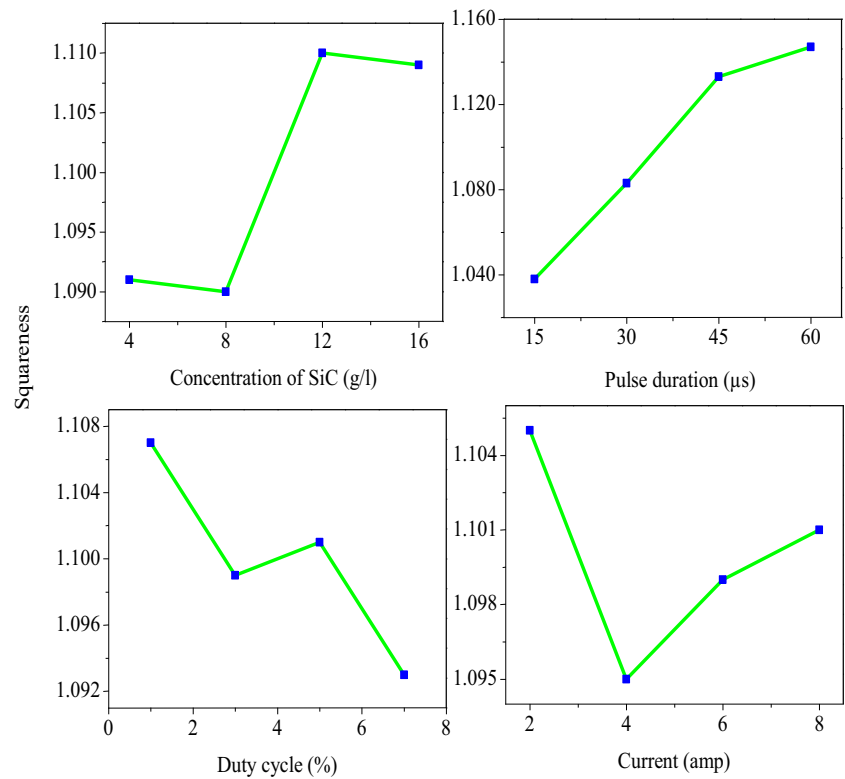 1.110
1.105
1.100
1.095
1.090
4 8 12 16
Concentration of SiC (g/l)
1.160
1.120
1.080
1.040
15 30 45 60
Pulse duration (µs)
Squareness
1.108
1.104
1.100
1.096
1.092
0 2 4 6 8
Duty cycle (%)
1.104
1.101
1.098
1.095
2 4 6 8
Current (amp)